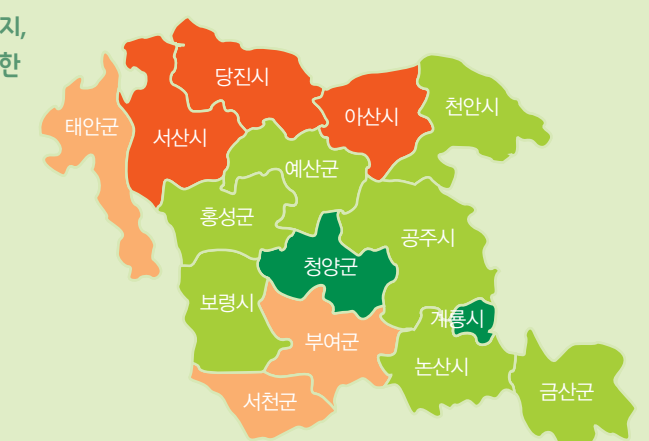 지,
한
당진시
아산시
천안시
태안군
서산시
예산군
홍성군
공주시
청양군
보령시
계룡시
부여군
논산시
금산군
서천군